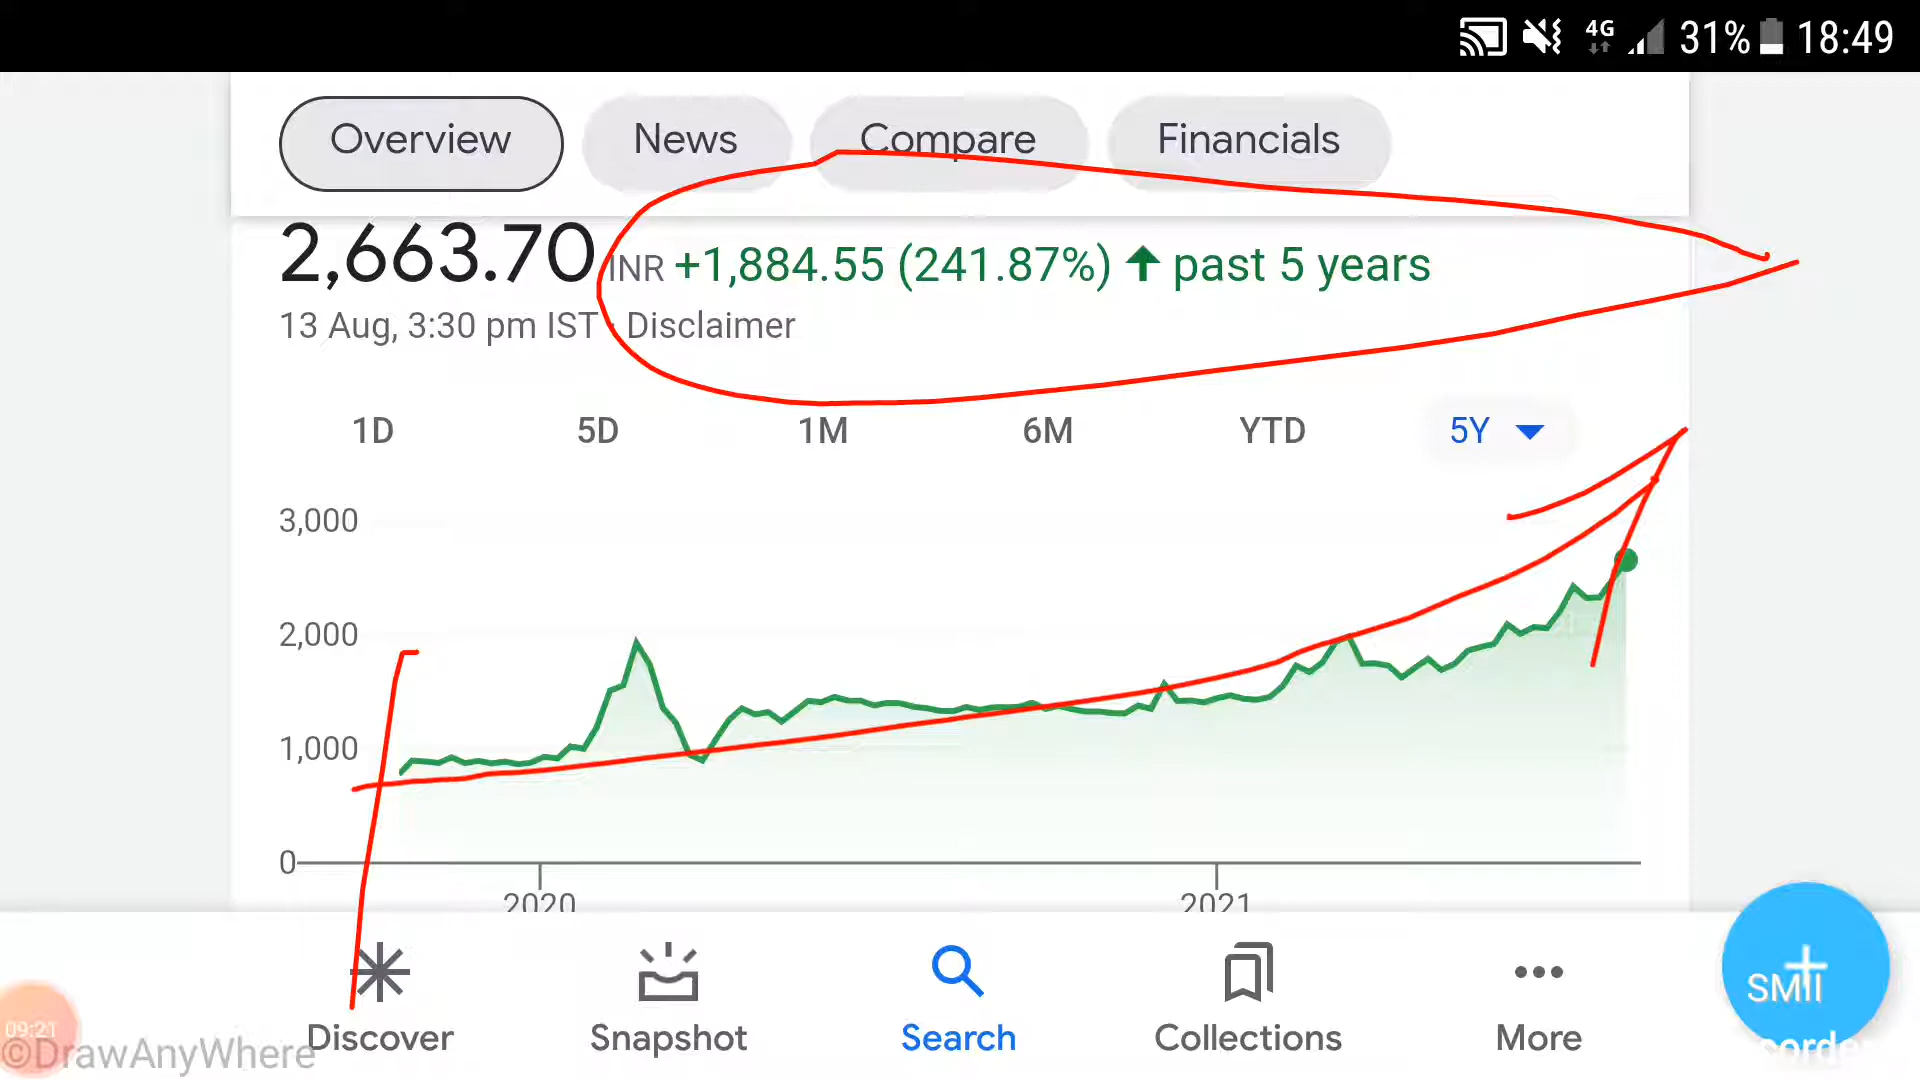 4G 31% 18:49
Overview News Compare Financials
2,663.70 INR +1,884.55 (241.87%) ↑ past 5 years
13 Aug, 3:30 pm IST · Disclaimer
1D 5D 1M 6M YTD 5Y
3,000
2,000
1,000
0
2020 2021
Discover Snapshot Search Collections More
09:21
©DrawAnyWhere